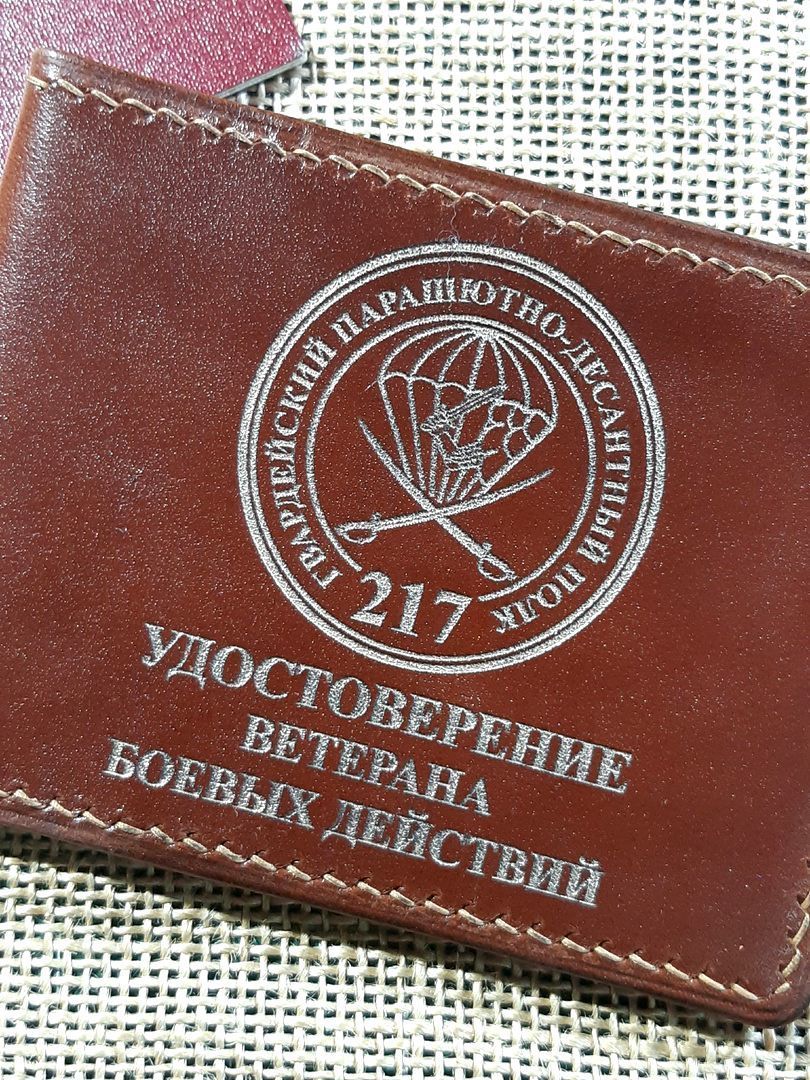 ГВАРДЕЙСКИЙ ПАРАШЮТНО-ДЕСАНТНЫЙ ПОЛК
217
УДОСТОВЕРЕНИЕ
ВЕТЕРАНА
БОЕВЫХ ДЕЙСТВИЙ